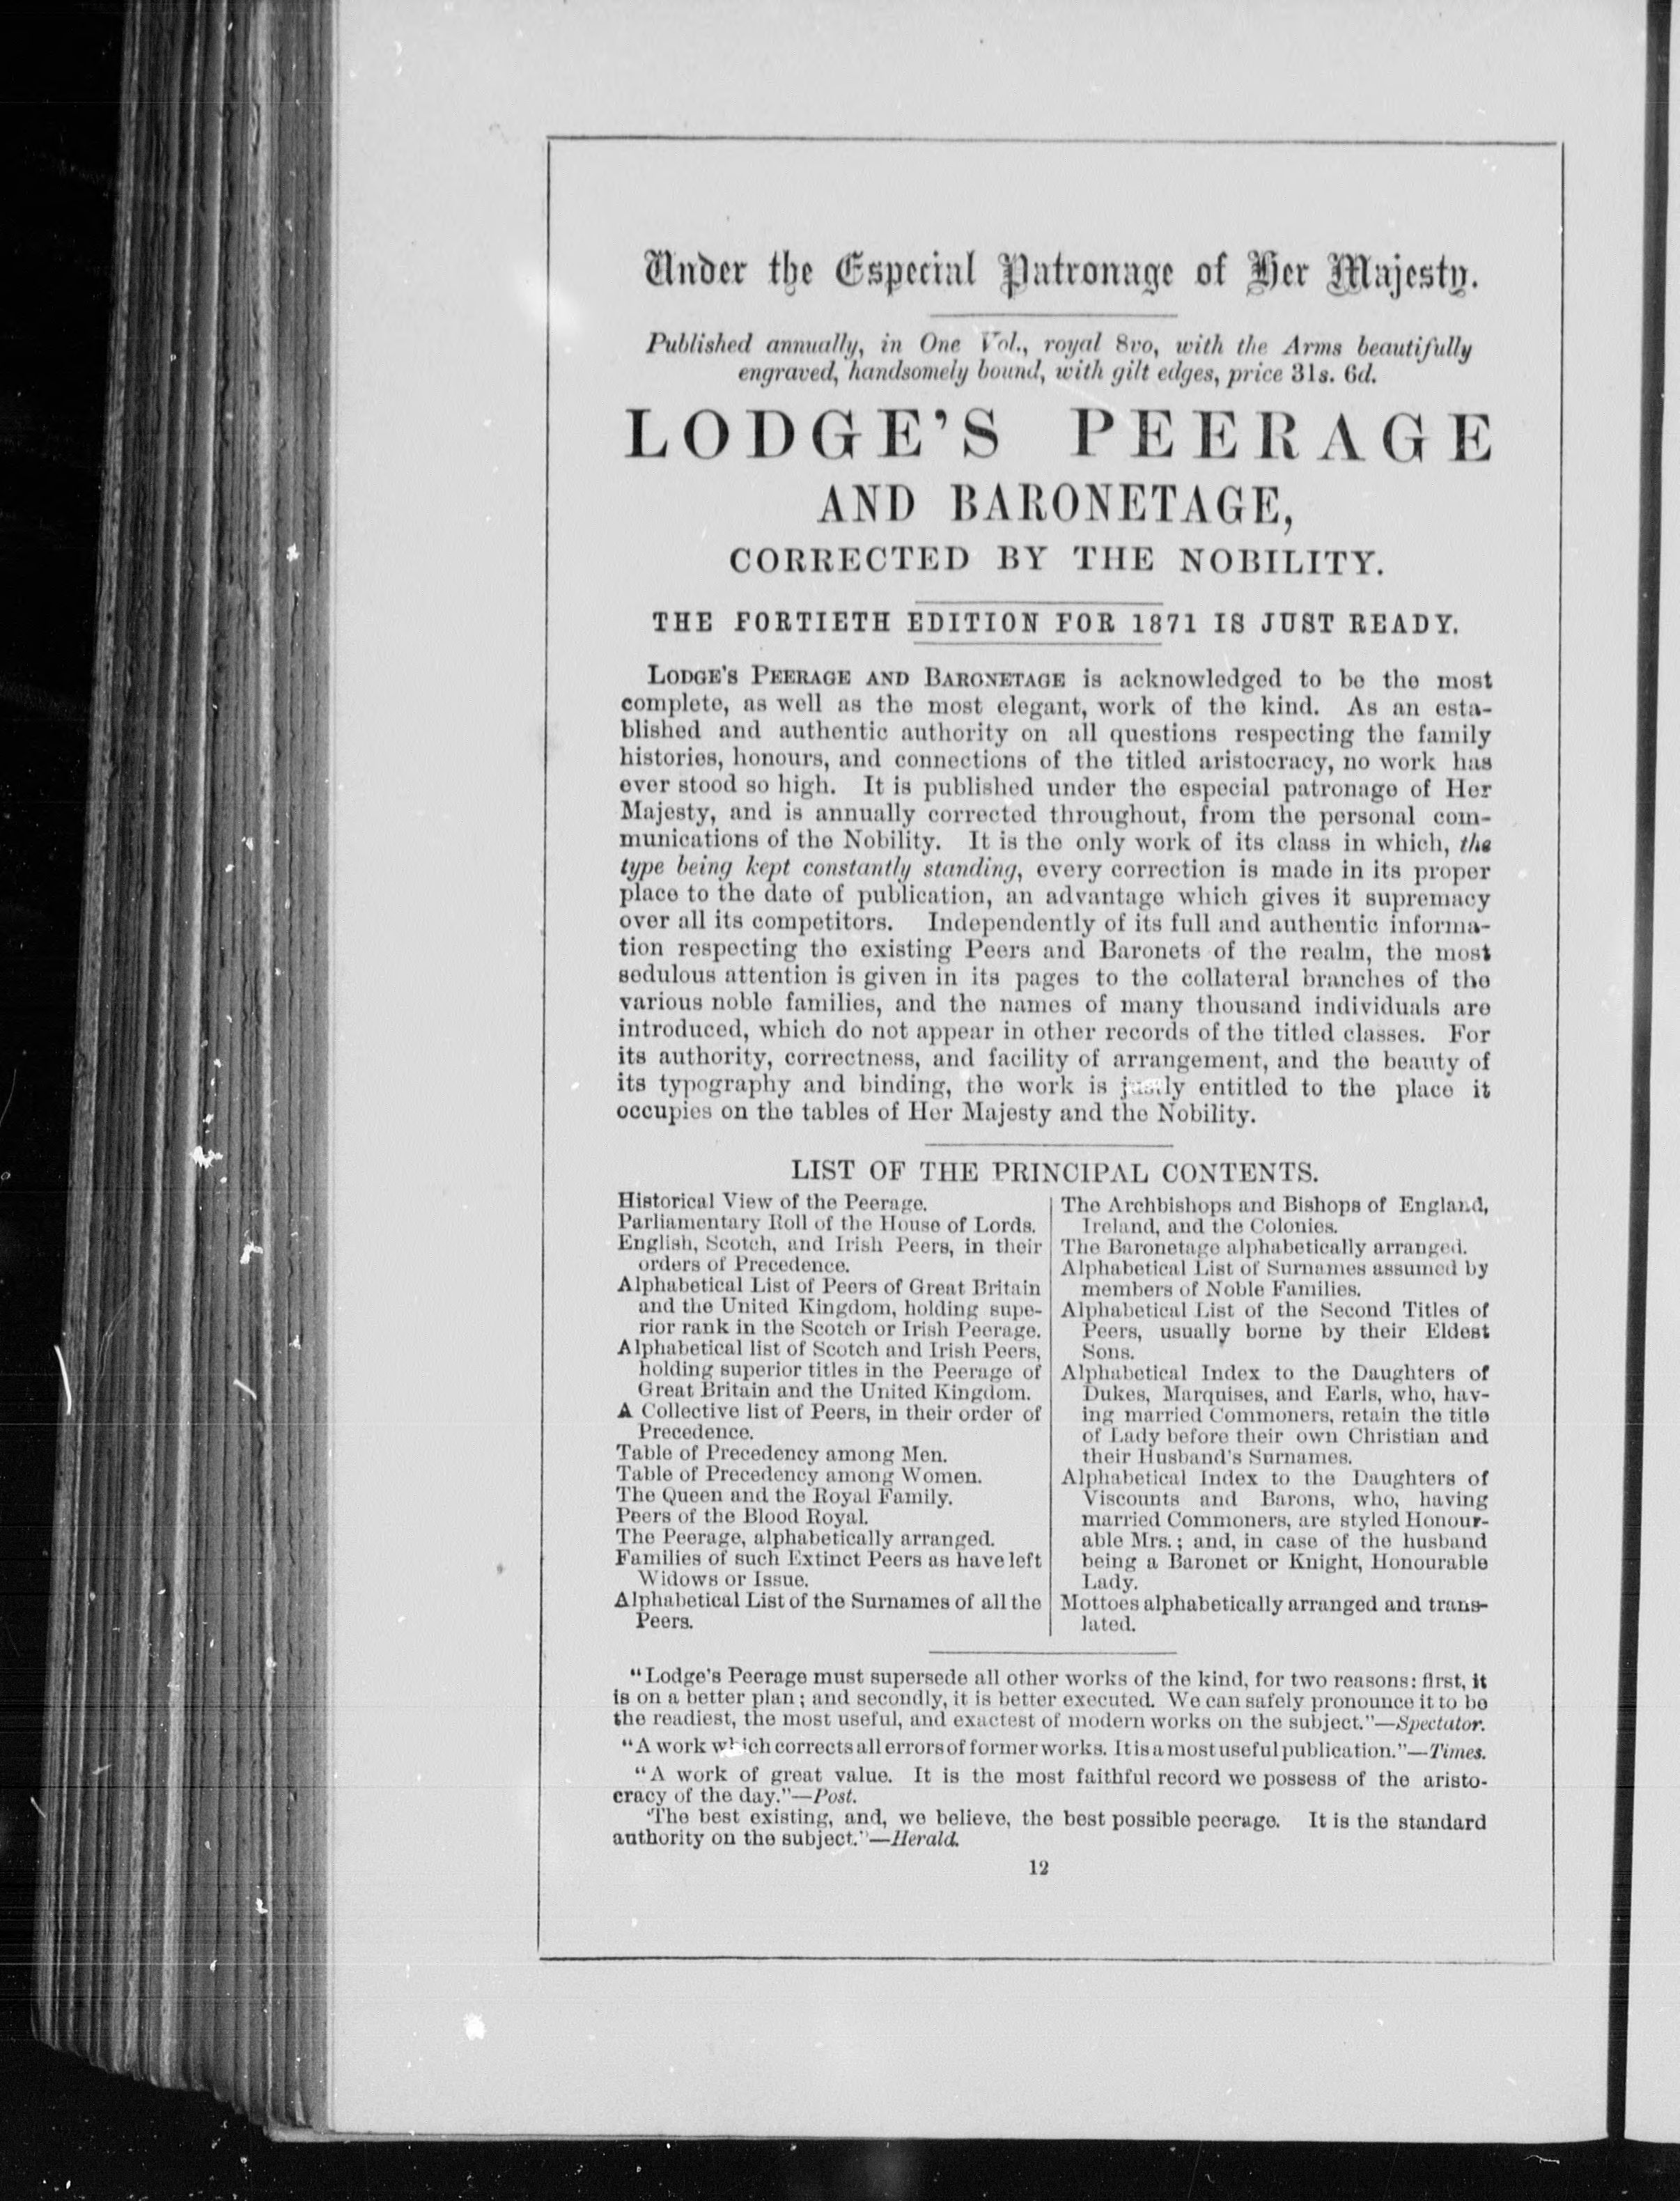 Under the Especial Patronage of Her Majesty.
Published annually, in One Vol., royal 8vo, with the Arms beautifully
engraved, handsomely bound, with gilt edges, price 31s. 6d.
LODGE'S PEERAGE
AND BARONETAGE,
CORRECTED BY THE NOBILITY.
THE FORTIETH EDITION FOR 1871 IS JUST READY.
LODGE'S PEERAGE AND BARONETAGE is acknowledged to be the most
complete, as well as the most elegant, work of the kind. As an esta-
blished and authentic authority on all questions respecting the family
histories, honours, and connections of the titled aristocracy, no work has
ever stood so high. It is published under the especial patronage of Her
Majesty, and is annually corrected throughout, from the personal com-
munications of the Nobility. It is the only work of its class in which, the
type being kept constantly standing, every correction is made in its proper
place to the date of publication, an advantage which gives it supremacy
over all its competitors. Independently of its full and authentic informa-
tion respecting the existing Peers and Baronets of the realm, the most
sedulous attention is given in its pages to the collateral branches of the
various noble families, and the names of many thousand individuals are
introduced, which do not appear in other records of the titled classes. For
its authority, correctness, and facility of arrangement, and the beauty of
its typography and binding, the work is justly entitled to the place it
occupies on the tables of Her Majesty and the Nobility.
LIST OF THE PRINCIPAL CONTENTS.
Historical View of the Peerage.
Parliamentary Roll of the House of Lords.
English, Scotch, and Irish Peers, in their
orders of Precedence.
Alphabetical List of Peers of Great Britain
and the United Kingdom, holding supe-
rior rank in the Scotch or Irish Peerage.
Alphabetical list of Scotch and Irish Peers,
holding superior titles in the Peerage of
Great Britain and the United Kingdom.
A Collective list of Peers, in their order of
Precedence.
Table of Precedency among Men.
Table of Precedency among Women.
The Queen and the Royal Family.
Peers of the Blood Royal.
The Peerage, alphabetically arranged.
Families of such Extinct Peers as have left
Widows or Issue.
Alphabetical List of the Surnames of all the
Peers.
The Archbishops and Bishops of England,
Ireland, and the Colonies.
The Baronetage alphabetically arranged.
Alphabetical List of Surnames assumed by
members of Noble Families.
Alphabetical List of the Second Titles of
Peers, usually borne by their Eldest
Sons.
Alphabetical Index to the Daughters of
Dukes, Marquises, and Earls, who, hav-
ing married Commoners, retain the title
of Lady before their own Christian and
their Husband's Surnames.
Alphabetical Index to the Daughters of
Viscounts and Barons, who, having
married Commoners, are styled Honour-
able Mrs.; and, in case of the husband
being a Baronet or Knight, Honourable
Lady.
Mottoes alphabetically arranged and trans-
lated.
"Lodge's Peerage must supersede all other works of the kind, for two reasons: first, it
is on a better plan; and secondly, it is better executed. We can safely pronounce it to be
the readiest, the most useful, and exactest of modern works on the subject."—Spectator.
"A work which corrects all errors of former works. It is a most useful publication."—Times.
"A work of great value. It is the most faithful record we possess of the aristo-
cracy of the day."—Post.
'The best existing, and, we believe, the best possible peerage. It is the standard
authority on the subject."—Herald.
12